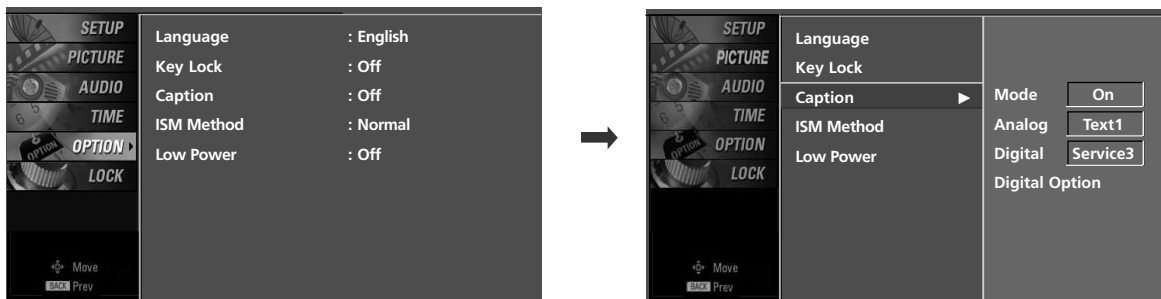 SETUP
PICTURE
AUDIO
TIME
OPTION
LOCK
Move
BACK Prev
Language : English
Key Lock : Off
Caption : Off
ISM Method : Normal
Low Power : Off
SETUP
PICTURE
AUDIO
TIME
OPTION
LOCK
Move
BACK Prev
Language
Key Lock
Caption
ISM Method
Low Power
Mode On
Analog Text1
Digital Service3
Digital Option